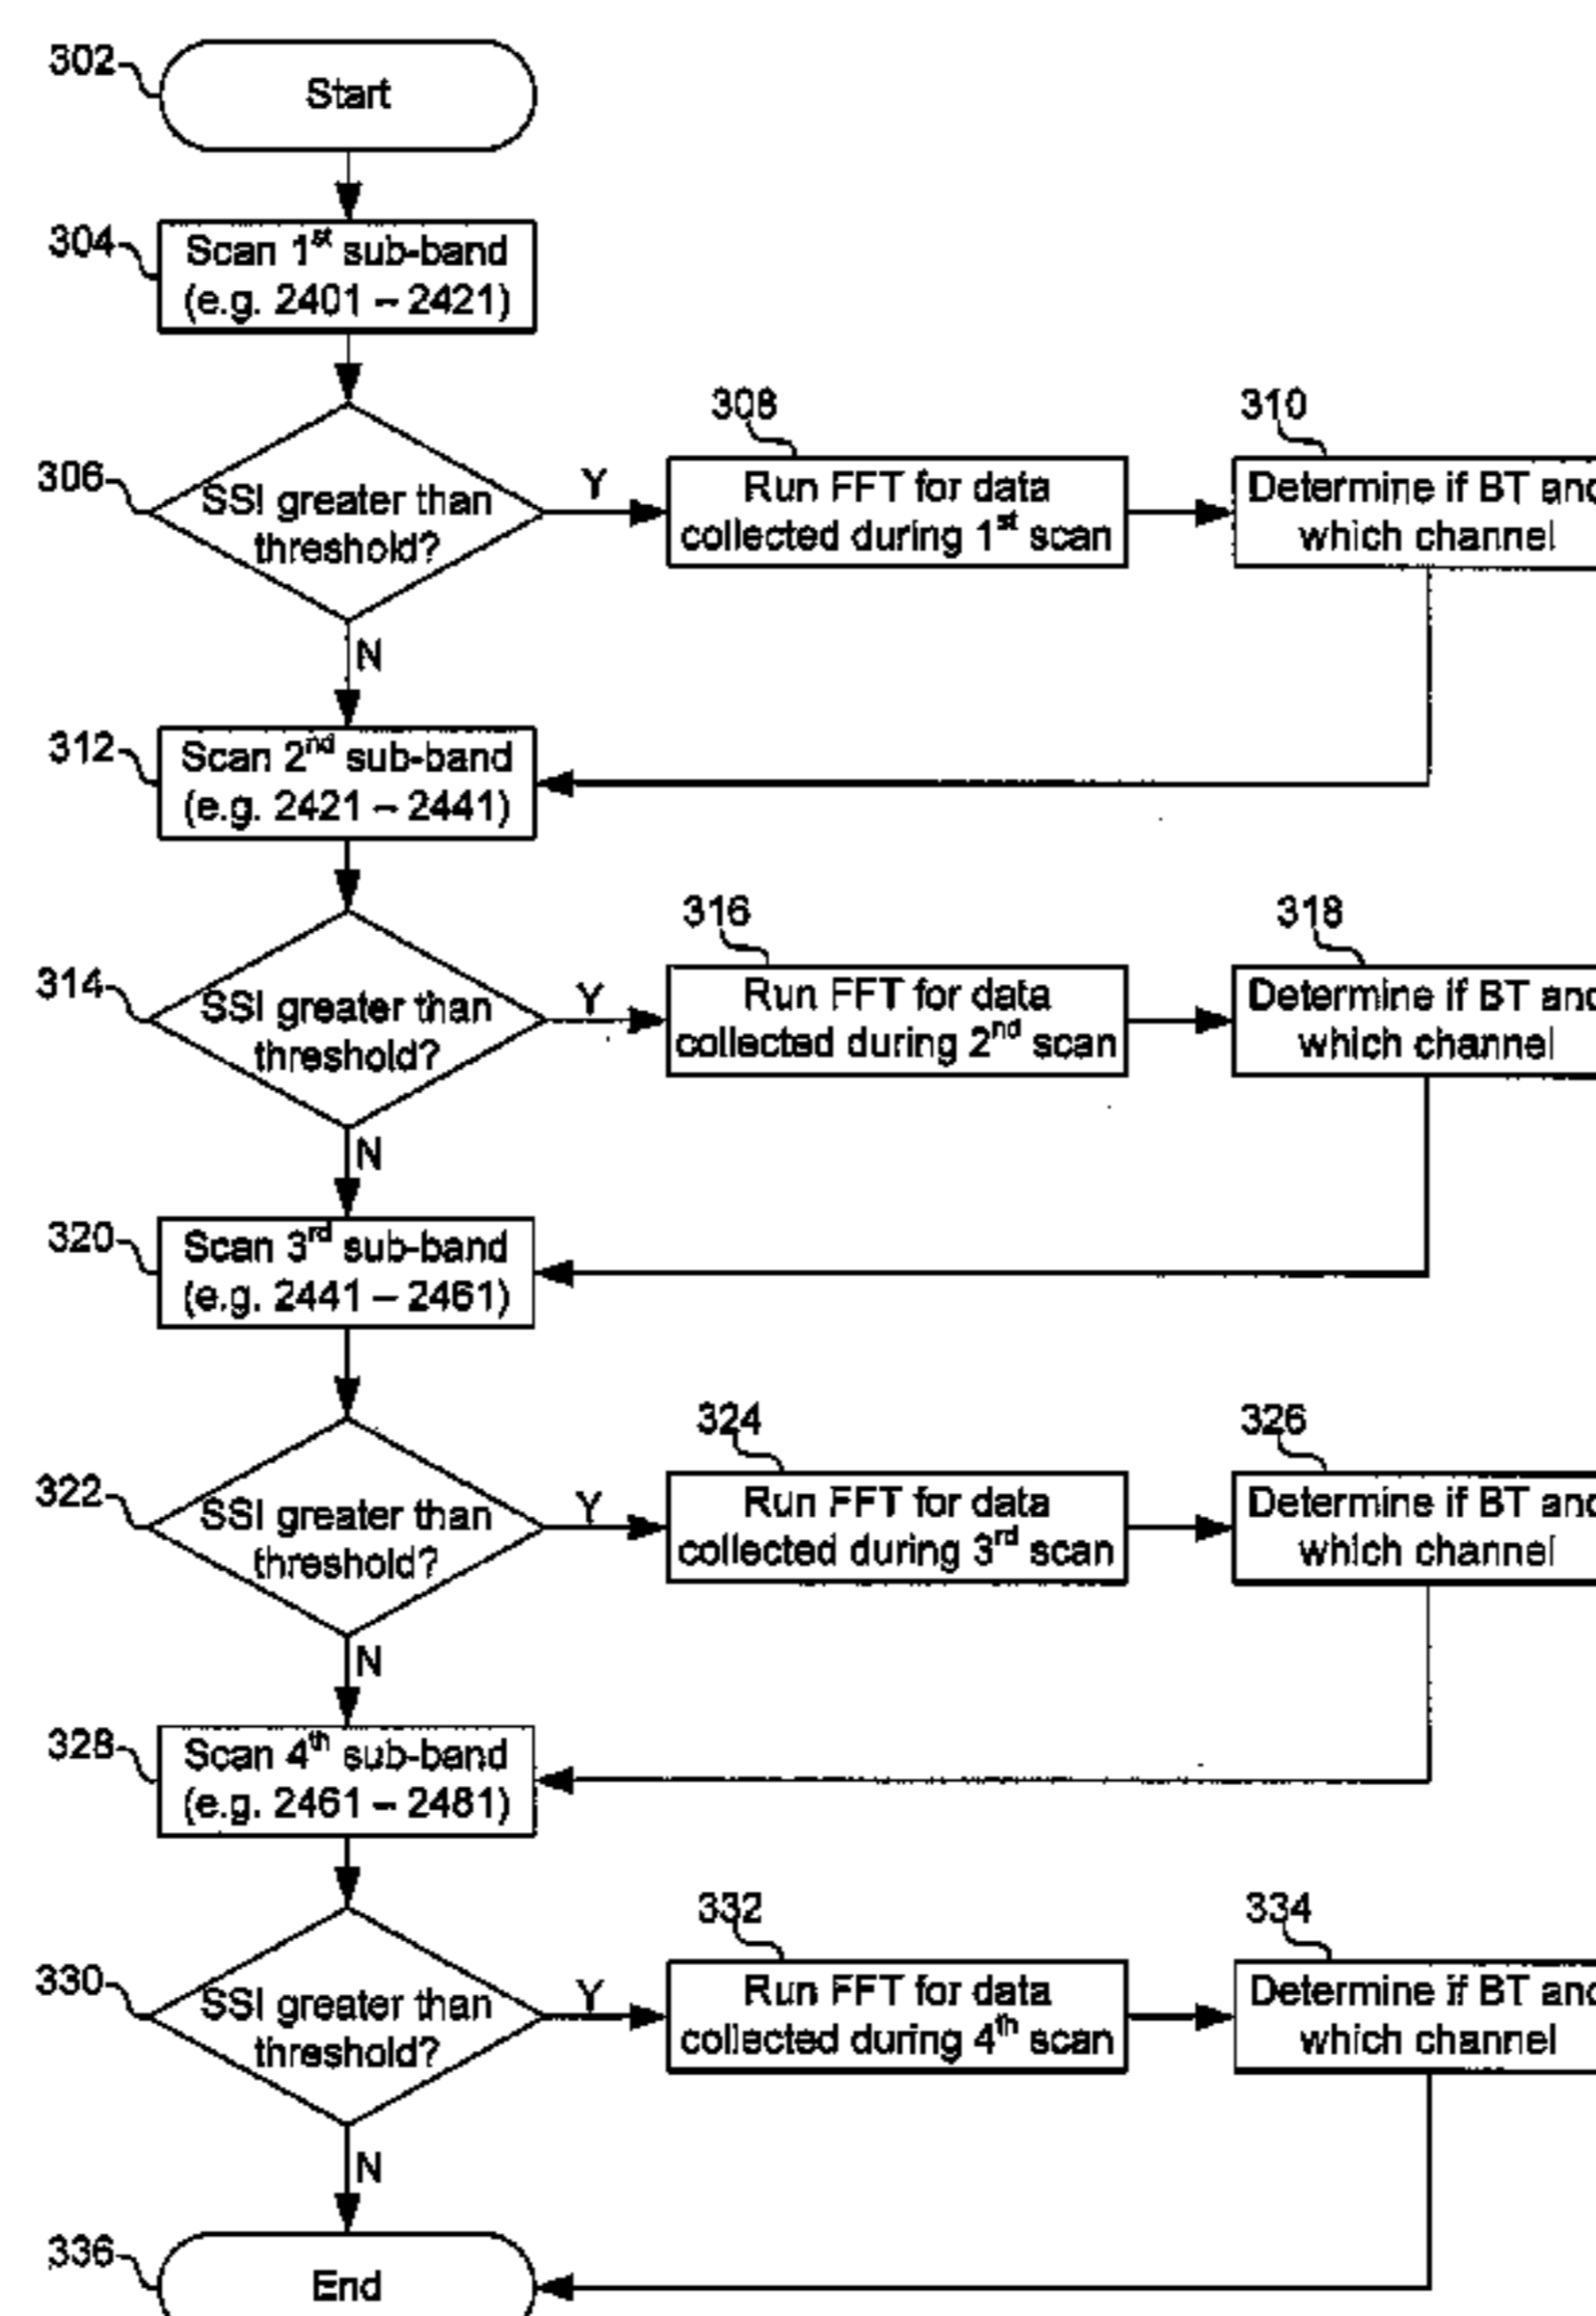 302
Start
304
Scan 1st sub-band
(e.g. 2401 – 2421)
306
SSI greater than
threshold?
Y
308
Run FFT for data
collected during 1st scan
310
Determine if BT and
which channel
N
312
Scan 2nd sub-band
(e.g. 2421 – 2441)
314
SSI greater than
threshold?
Y
316
Run FFT for data
collected during 2nd scan
318
Determine if BT and
which channel
N
320
Scan 3rd sub-band
(e.g. 2441 – 2461)
322
SSI greater than
threshold?
Y
324
Run FFT for data
collected during 3rd scan
326
Determine if BT and
which channel
N
328
Scan 4th sub-band
(e.g. 2461 – 2481)
330
SSI greater than
threshold?
Y
332
Run FFT for data
collected during 4th scan
334
Determine if BT and
which channel
N
336
End